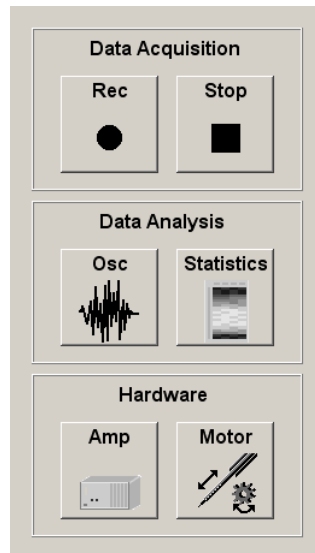 Data Acquisition
Rec Stop
Data Analysis
Osc Statistics
Hardware
Amp Motor